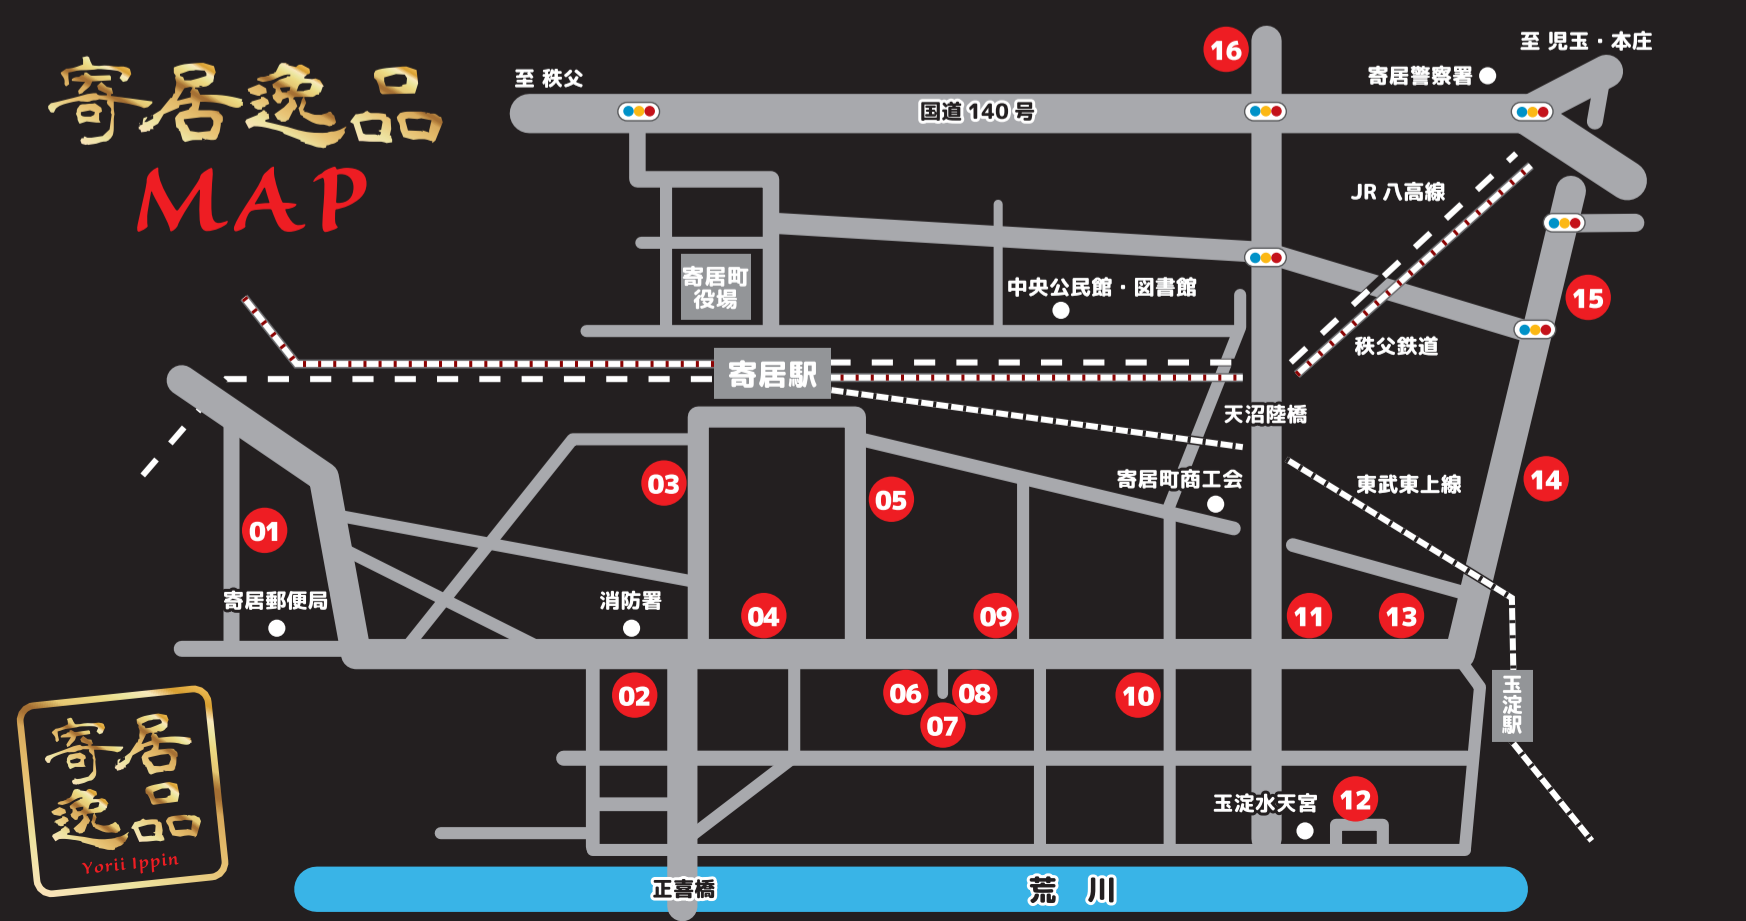 寄居逸品
MAP
至 秩父
国道 140 号
16
至 児玉・本庄
寄居警察署
JR 八高線
15
寄居町
役場
中央公民館・図書館
秩父鉄道
寄居駅
天沼陸橋
03
05
寄居町商工会
東武東上線
14
01
寄居郵便局
消防署
04
09
11
13
02
06
08
07
10
玉淀駅
玉淀水天宮
12
寄居
逸品
Yorii Ippin
正喜橋
荒 川